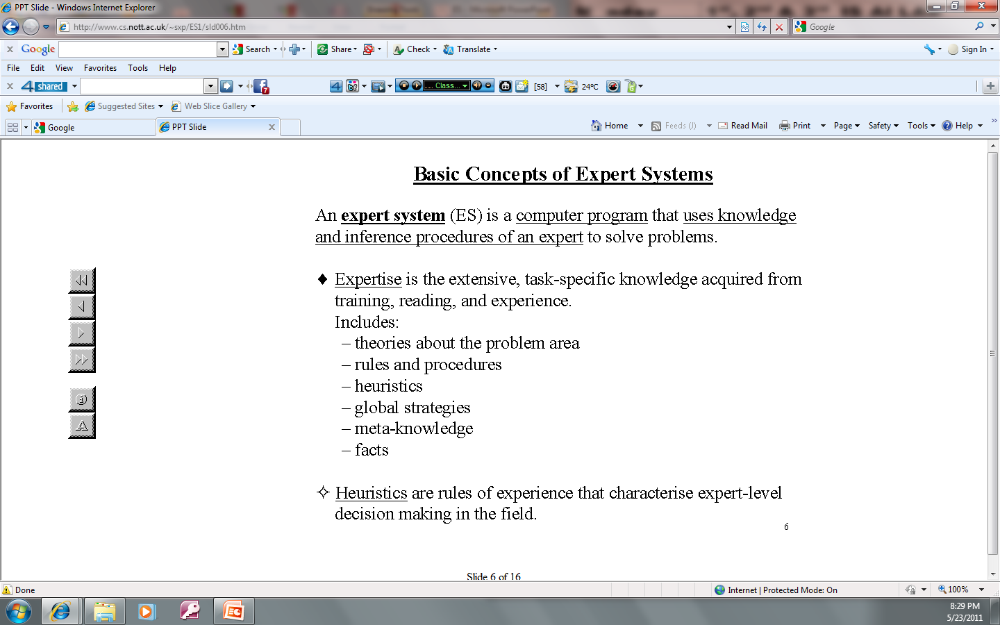 PPT Slide - Windows Internet Explorer
http://www.cs.nott.ac.uk/~sxp/ES1/sld006.htm
Google
x Google Search Share Check Translate Sign In
File Edit View Favorites Tools Help
x 4shared 7 4 Class... [58] 24°C
Favorites Suggested Sites Web Slice Gallery
Google PPT Slide x Home Feeds (J) Read Mail Print Page Safety Tools Help
Basic Concepts of Expert Systems
An expert system (ES) is a computer program that uses knowledge
and inference procedures of an expert to solve problems.
♦ Expertise is the extensive, task-specific knowledge acquired from
training, reading, and experience.
Includes:
– theories about the problem area
– rules and procedures
– heuristics
– global strategies
– meta-knowledge
– facts
✧ Heuristics are rules of experience that characterise expert-level
decision making in the field.
6
Slide 6 of 16
Done Internet | Protected Mode: On 100%
8:29 PM
5/23/2011